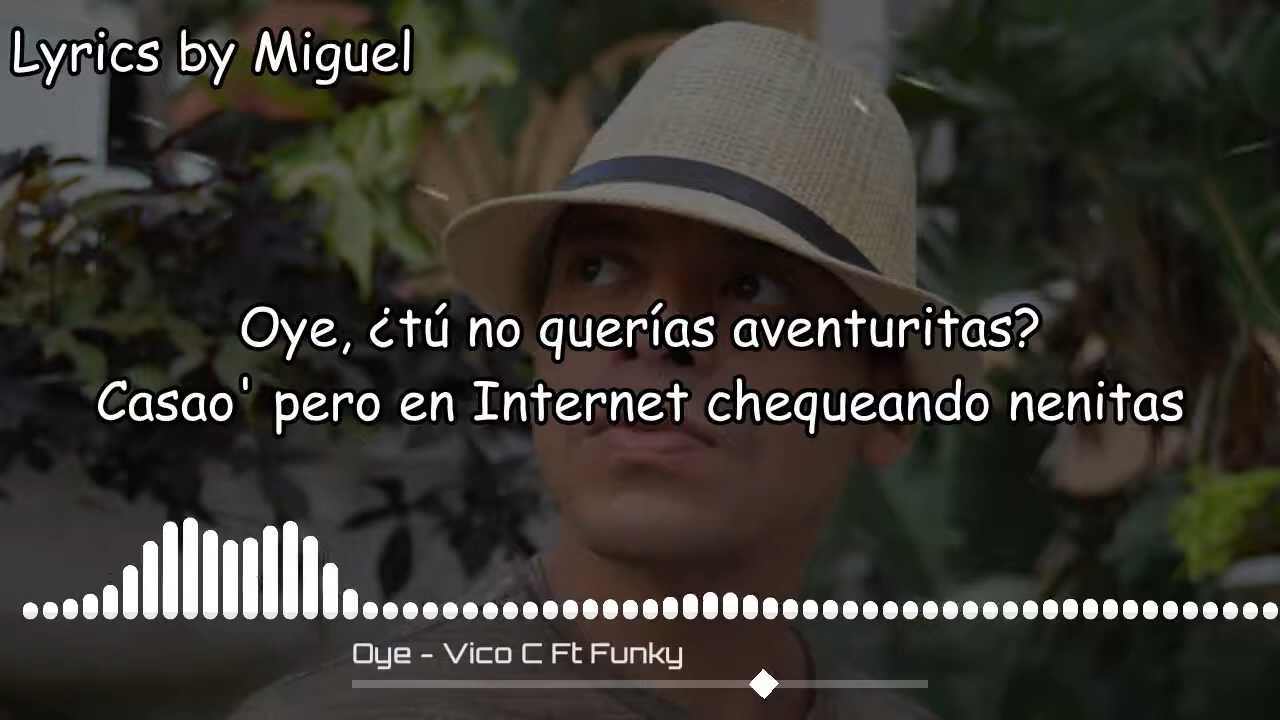 Lyrics by Miguel
Oye, ¿tú no querías aventuritas?
Casao' pero en Internet chequeando nenitas
Oye - Vico C Ft Funky